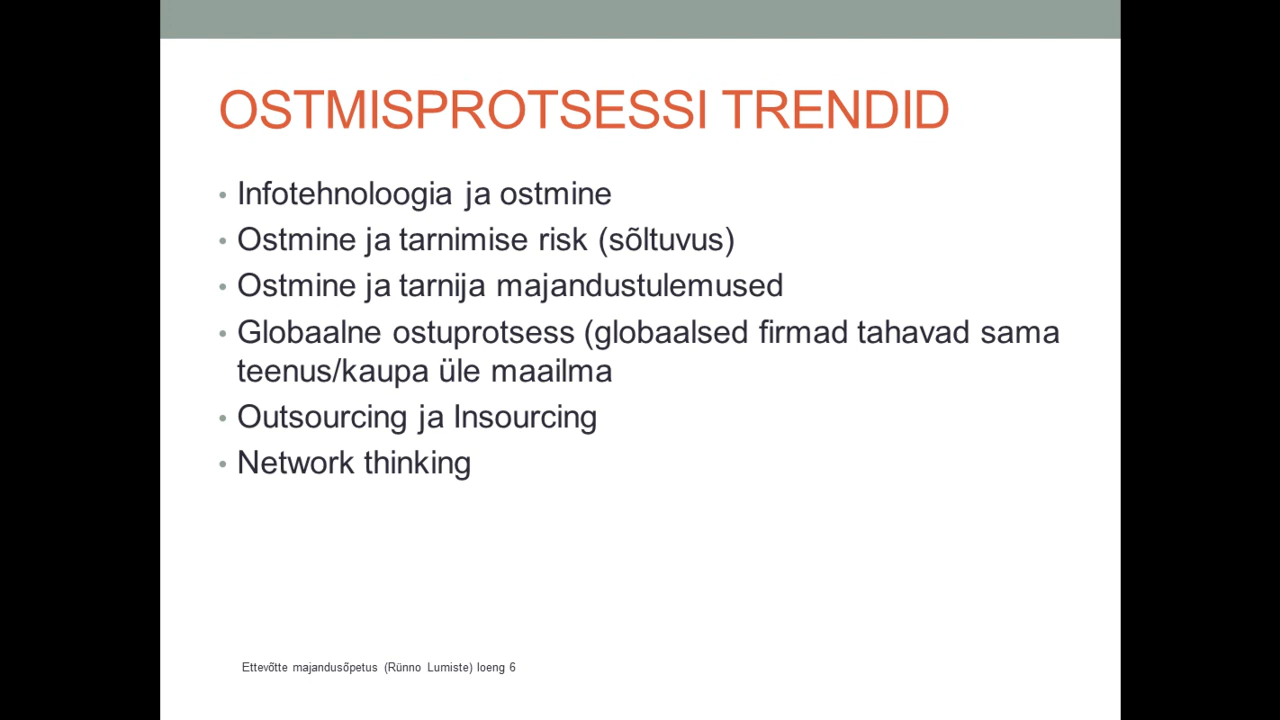 OSTMISPROTSESSI TRENDID
• Infotehnoloogia ja ostmine
• Ostmine ja tarnimise risk (sõltuvus)
• Ostmine ja tarnija majandustulemused
• Globaalne ostuprotsess (globaalsed firmad tahavad sama
teenus/kaupa üle maailma
• Outsourcing ja Insourcing
• Network thinking
Ettevõtte majandusõpetus (Rünno Lumiste) loeng 6